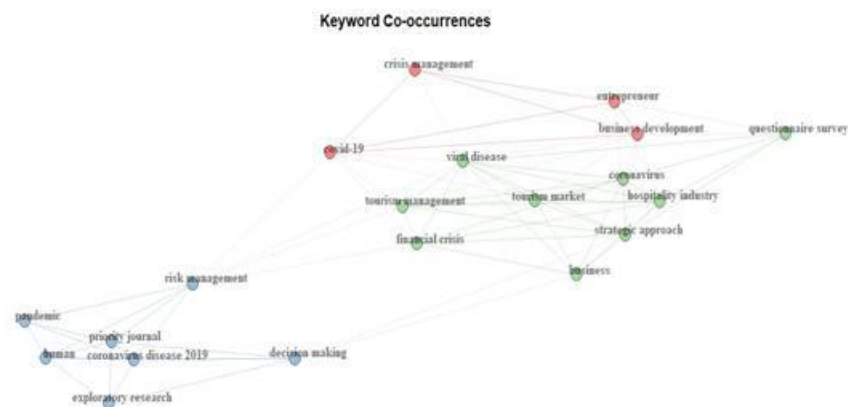 Keyword Co-occurrences
crisis management
entrepreneur
business development
questionnaire survey
covid-19
viral disease
coronavirus
tourism management
tourism market
hospitality industry
financial crisis
strategic approach
business
risk management
pandemic
priority journal
human
coronavirus disease 2019
decision making
exploratory research